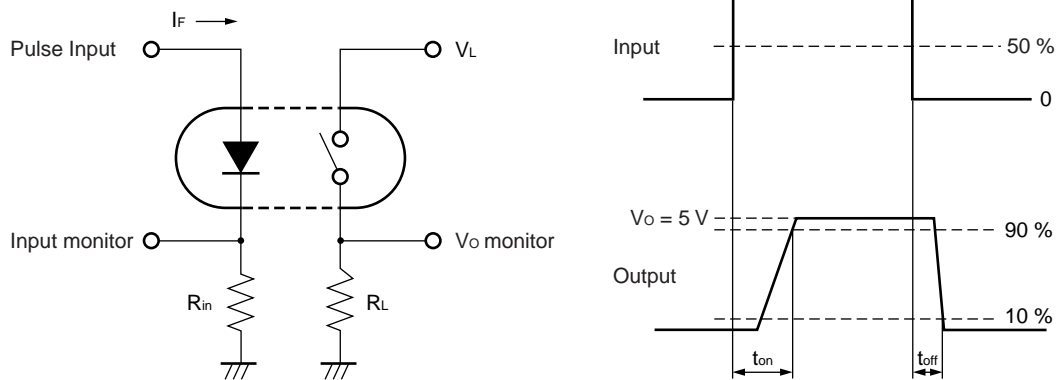 IF
Pulse Input
VL
Input monitor
VO monitor
Rin
RL
Input
50 %
0
VO = 5 V
90 %
Output
10 %
ton
toff